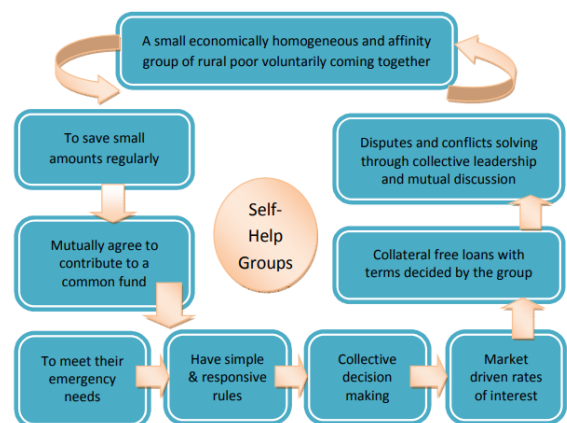 A small economically homogeneous and affinity
group of rural poor voluntarily coming together
To save small
amounts regularly
Mutually agree to
contribute to a
common fund
To meet their
emergency
needs
Have simple
& responsive
rules
Collective
decision
making
Market
driven rates
of interest
Collateral free loans with
terms decided by the group
Disputes and conflicts solving
through collective leadership
and mutual discussion
Self-
Help
Groups